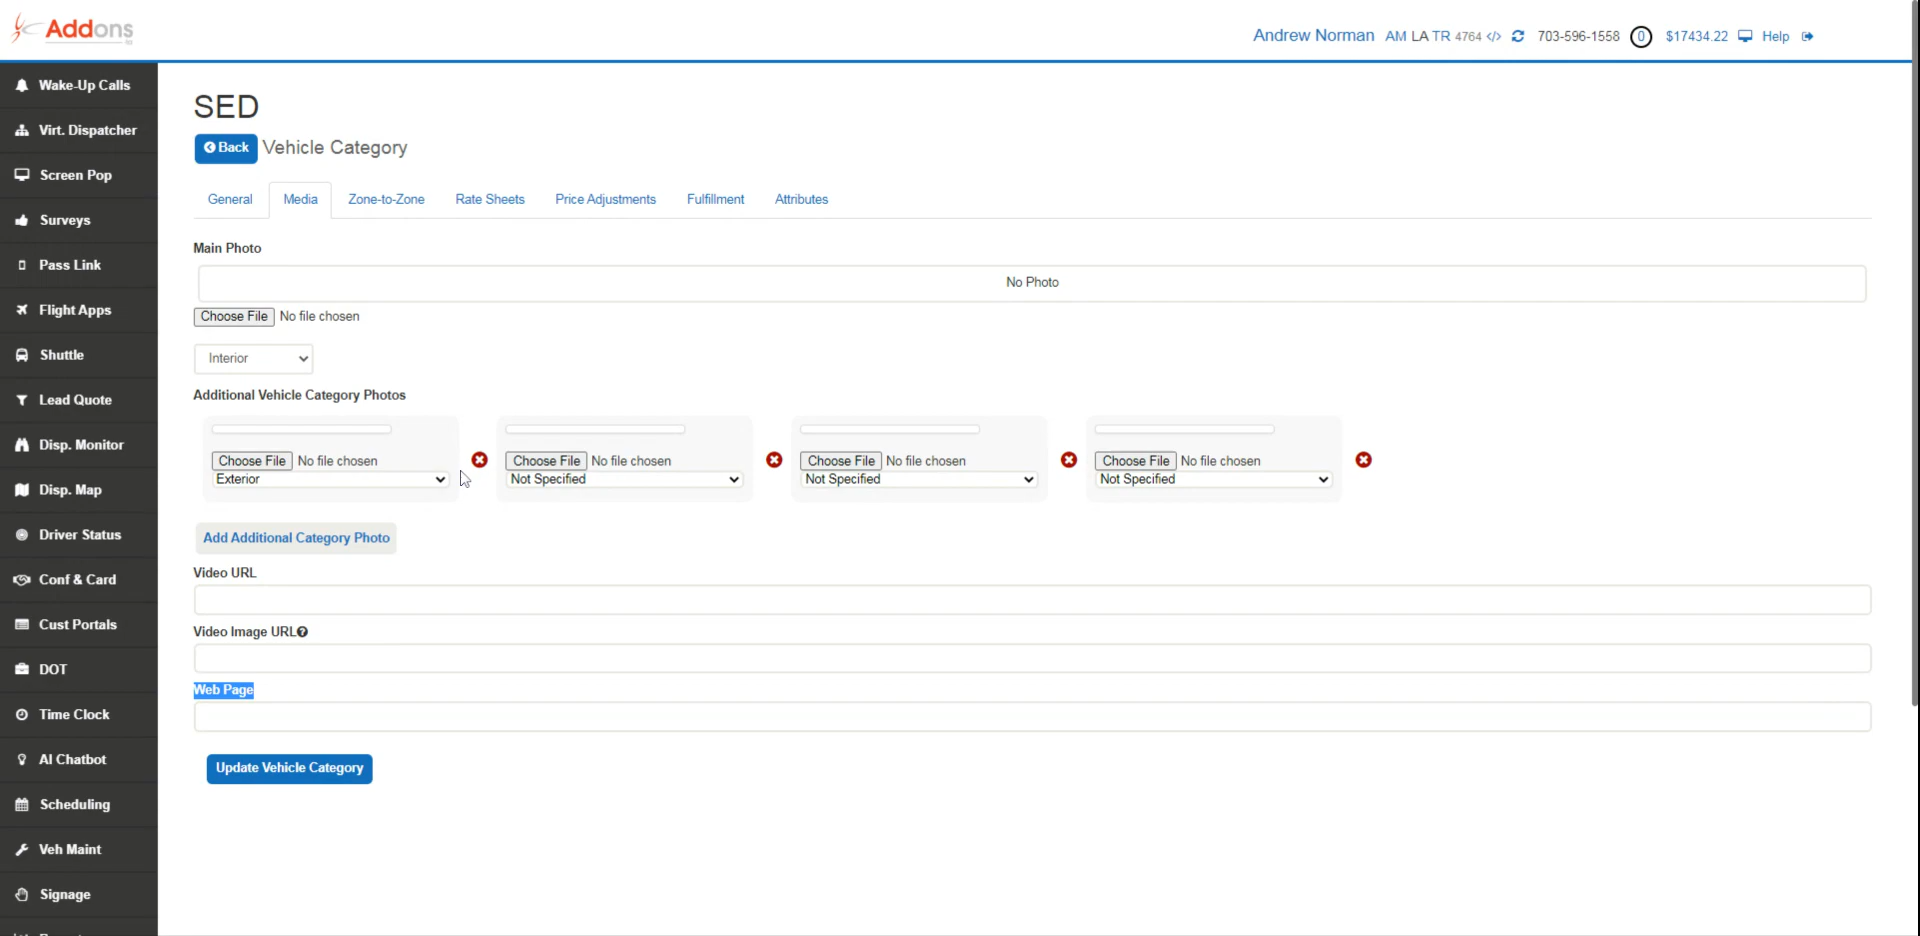 Addons
Andrew Norman AM LA TR 4764 </> 703-596-1558 0 $17434.22 Help
Wake-Up Calls
Virt. Dispatcher
Screen Pop
Surveys
Pass Link
Flight Apps
Shuttle
Lead Quote
Disp. Monitor
Disp. Map
Driver Status
Conf & Card
Cust Portals
DOT
Time Clock
AI Chatbot
Scheduling
Veh Maint
Signage
SED
Back Vehicle Category
General Media Zone-to-Zone Rate Sheets Price Adjustments Fulfillment Attributes
Main Photo
No Photo
Choose File No file chosen
Interior
Additional Vehicle Category Photos
Choose File No file chosen Choose File No file chosen Choose File No file chosen Choose File No file chosen
Exterior Not Specified Not Specified Not Specified
Add Additional Category Photo
Video URL
Video Image URL
Web Page
Update Vehicle Category